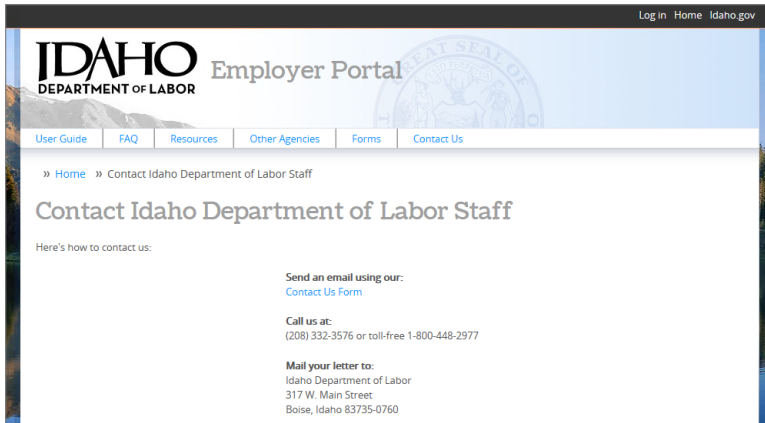 Log in Home Idaho.gov
IDAHO
DEPARTMENT OF LABOR
Employer Portal
GREAT SEAL OF
User Guide FAQ Resources Other Agencies Forms Contact Us
» Home » Contact Idaho Department of Labor Staff
Contact Idaho Department of Labor Staff
Here's how to contact us:
Send an email using our:
Contact Us Form
Call us at:
(208) 332-3576 or toll-free 1-800-448-2977
Mail your letter to:
Idaho Department of Labor
317 W. Main Street
Boise, Idaho 83735-0760